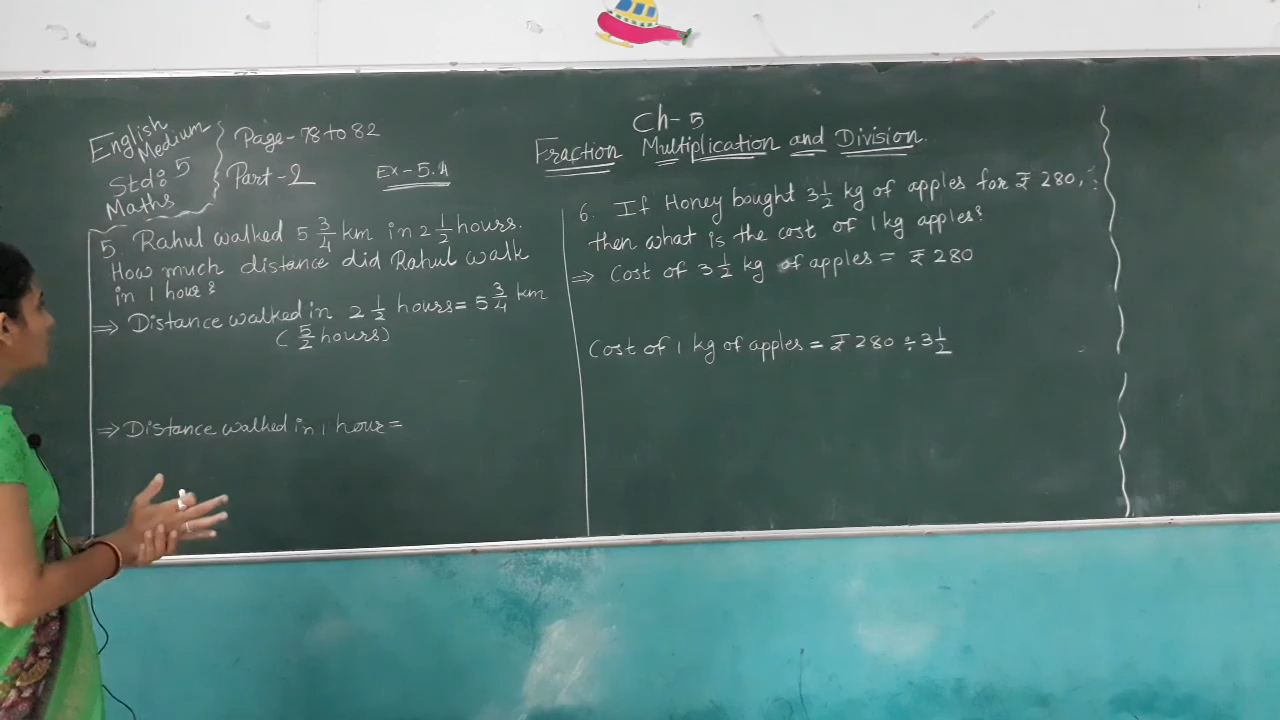 English Medium
Std: 5
Maths
Page-78 to 82
Part-2
Ex-5.4
Ch-5
Fraction Multiplication and Division.
5. Rahul walked 5 3/4 km in 2 1/2 hours.
How much distance did Rahul walk
in 1 hour?
⇒ Distance walked in 2 1/2 hours = 5 3/4 km
(5/2 hours)
⇒ Distance walked in 1 hour =
6. If Honey bought 3 1/2 kg of apples for ₹ 280,
then what is the cost of 1 kg apples?
⇒ Cost of 3 1/2 kg of apples = ₹ 280
Cost of 1 kg of apples = ₹ 280 ÷ 3 1/2